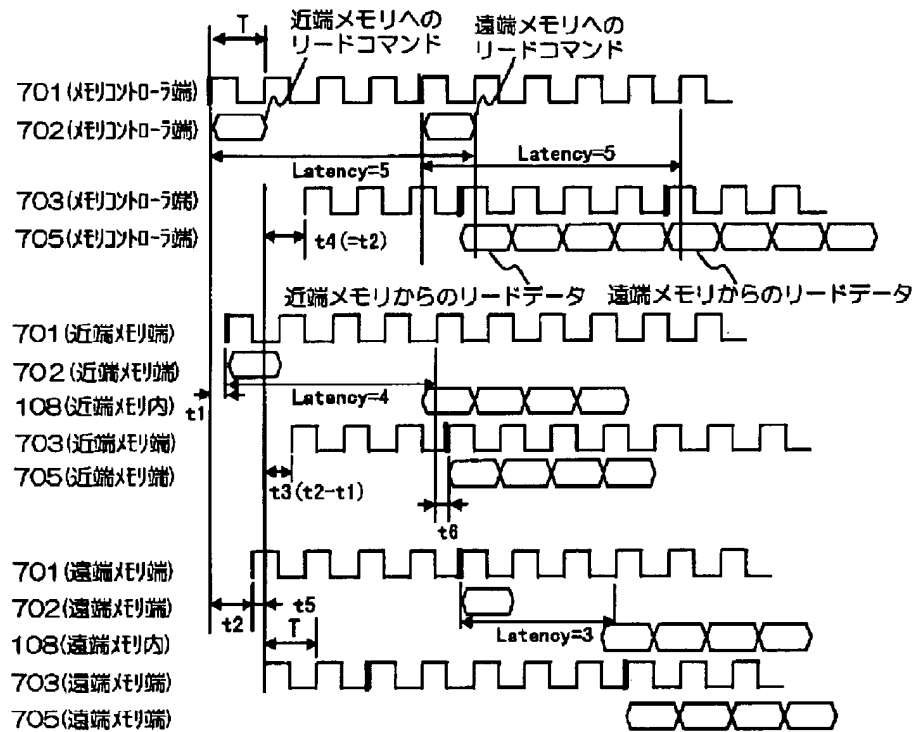 T
近端メモリへの
リードコマンド
遠端メモリへの
リードコマンド
701(メモリコントローラ端)
702(メモリコントローラ端)
Latency=5
Latency=5
703(メモリコントローラ端)
705(メモリコントローラ端)
t4(=t2)
近端メモリからのリードデータ
遠端メモリからのリードデータ
701(近端メモリ端)
702(近端メモリ端)
Latency=4
108(近端メモリ内)
t1
703(近端メモリ端)
705(近端メモリ端)
t3(t2-t1)
t6
701(遠端メモリ端)
702(遠端メモリ端)
t2
t5
Latency=3
108(遠端メモリ内)
T
703(遠端メモリ端)
705(遠端メモリ端)